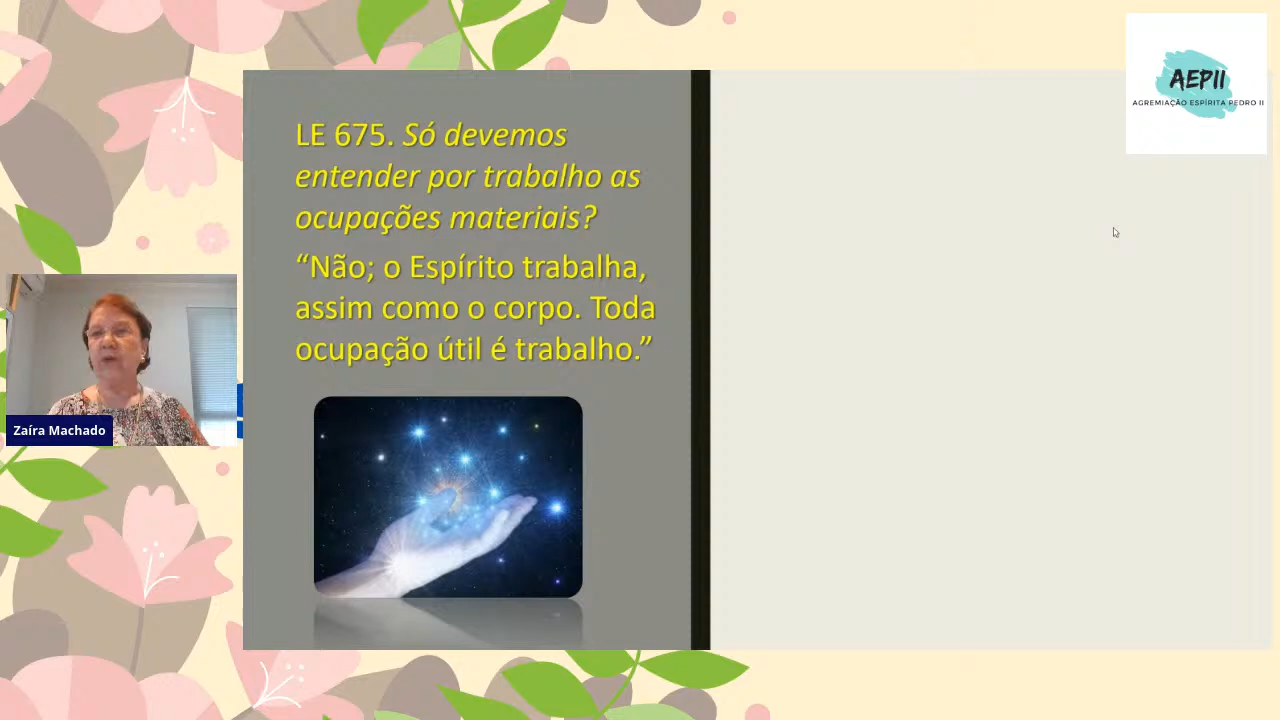 AEPII
AGREMIAÇÃO ESPÍRITA PEDRO II
LE 675. Só devemos
entender por trabalho as
ocupações materiais?
“Não; o Espírito trabalha,
assim como o corpo. Toda
ocupação útil é trabalho.”
Zaíra Machado